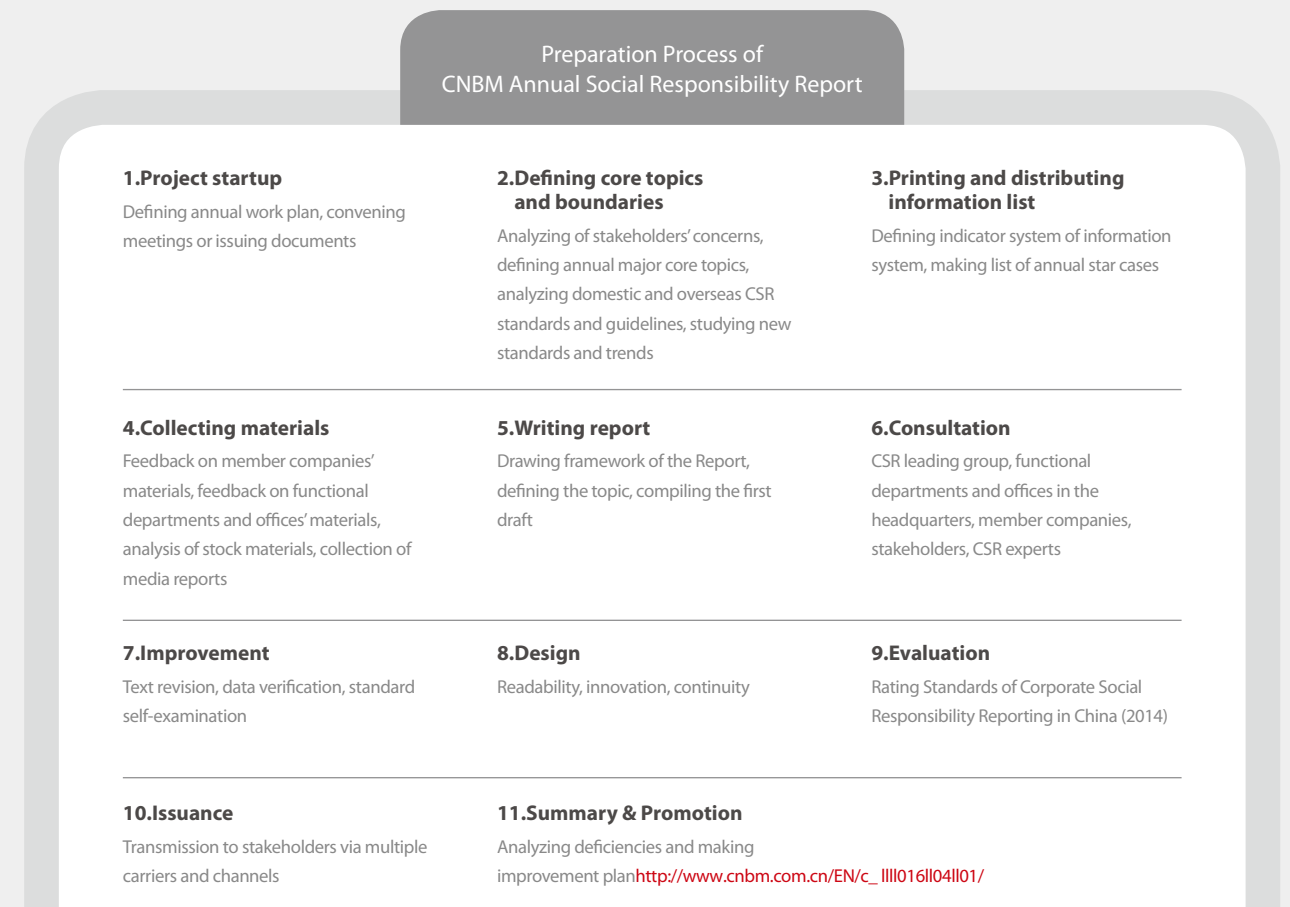 Preparation Process of
CNBM Annual Social Responsibility Report
1.Project startup
Defining annual work plan, convening
meetings or issuing documents
2.Defining core topics
and boundaries
Analyzing of stakeholders' concerns,
defining annual major core topics,
analyzing domestic and overseas CSR
standards and guidelines, studying new
standards and trends
3.Printing and distributing
information list
Defining indicator system of information
system, making list of annual star cases
4.Collecting materials
Feedback on member companies'
materials, feedback on functional
departments and offices' materials,
analysis of stock materials, collection of
media reports
5.Writing report
Drawing framework of the Report,
defining the topic, compiling the first
draft
6.Consultation
CSR leading group, functional
departments and offices in the
headquarters, member companies,
stakeholders, CSR experts
7.Improvement
Text revision, data verification, standard
self-examination
8.Design
Readability, innovation, continuity
9.Evaluation
Rating Standards of Corporate Social
Responsibility Reporting in China (2014)
10.Issuance
Transmission to stakeholders via multiple
carriers and channels
11.Summary & Promotion
Analyzing deficiencies and making
improvement planhttp://www.cnbm.com.cn/EN/c_ llll016ll04ll01/